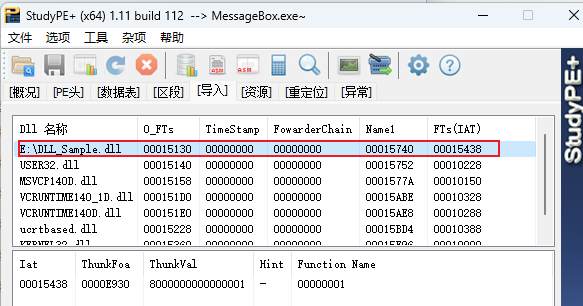 StudyPE+ (x64) 1.11 build 112 --> MessageBox.exe~
文件 选项 工具 杂项 帮助
ASM ASM
[概况] [PE头] [数据表] [区段] [导入] [资源] [重定位] [异常]
StudyPE+
Dll 名称 O_FTs TimeStamp FowarderChain Name1 FTs(IAT)
E:\DLL_Sample.dll 00015130 00000000 00000000 00015740 00015438
USER32.dll 00015140 00000000 00000000 00015752 00010228
MSVCP140D.dll 00015158 00000000 00000000 0001577A 00010150
VCRUNTIME140_1D.dll 000151D0 00000000 00000000 00015ABE 00010328
VCRUNTIME140D.dll 000151E0 00000000 00000000 00015AE8 00010288
ucrtbased.dll 00015228 00000000 00000000 00015BD4 00010388
KERNEL32.dll 00015360 00000000 00000000 00015E96 00010000
Iat ThunkFoa ThunkVal Hint Function Name
00015438 0000E930 8000000000000001 - 00000001